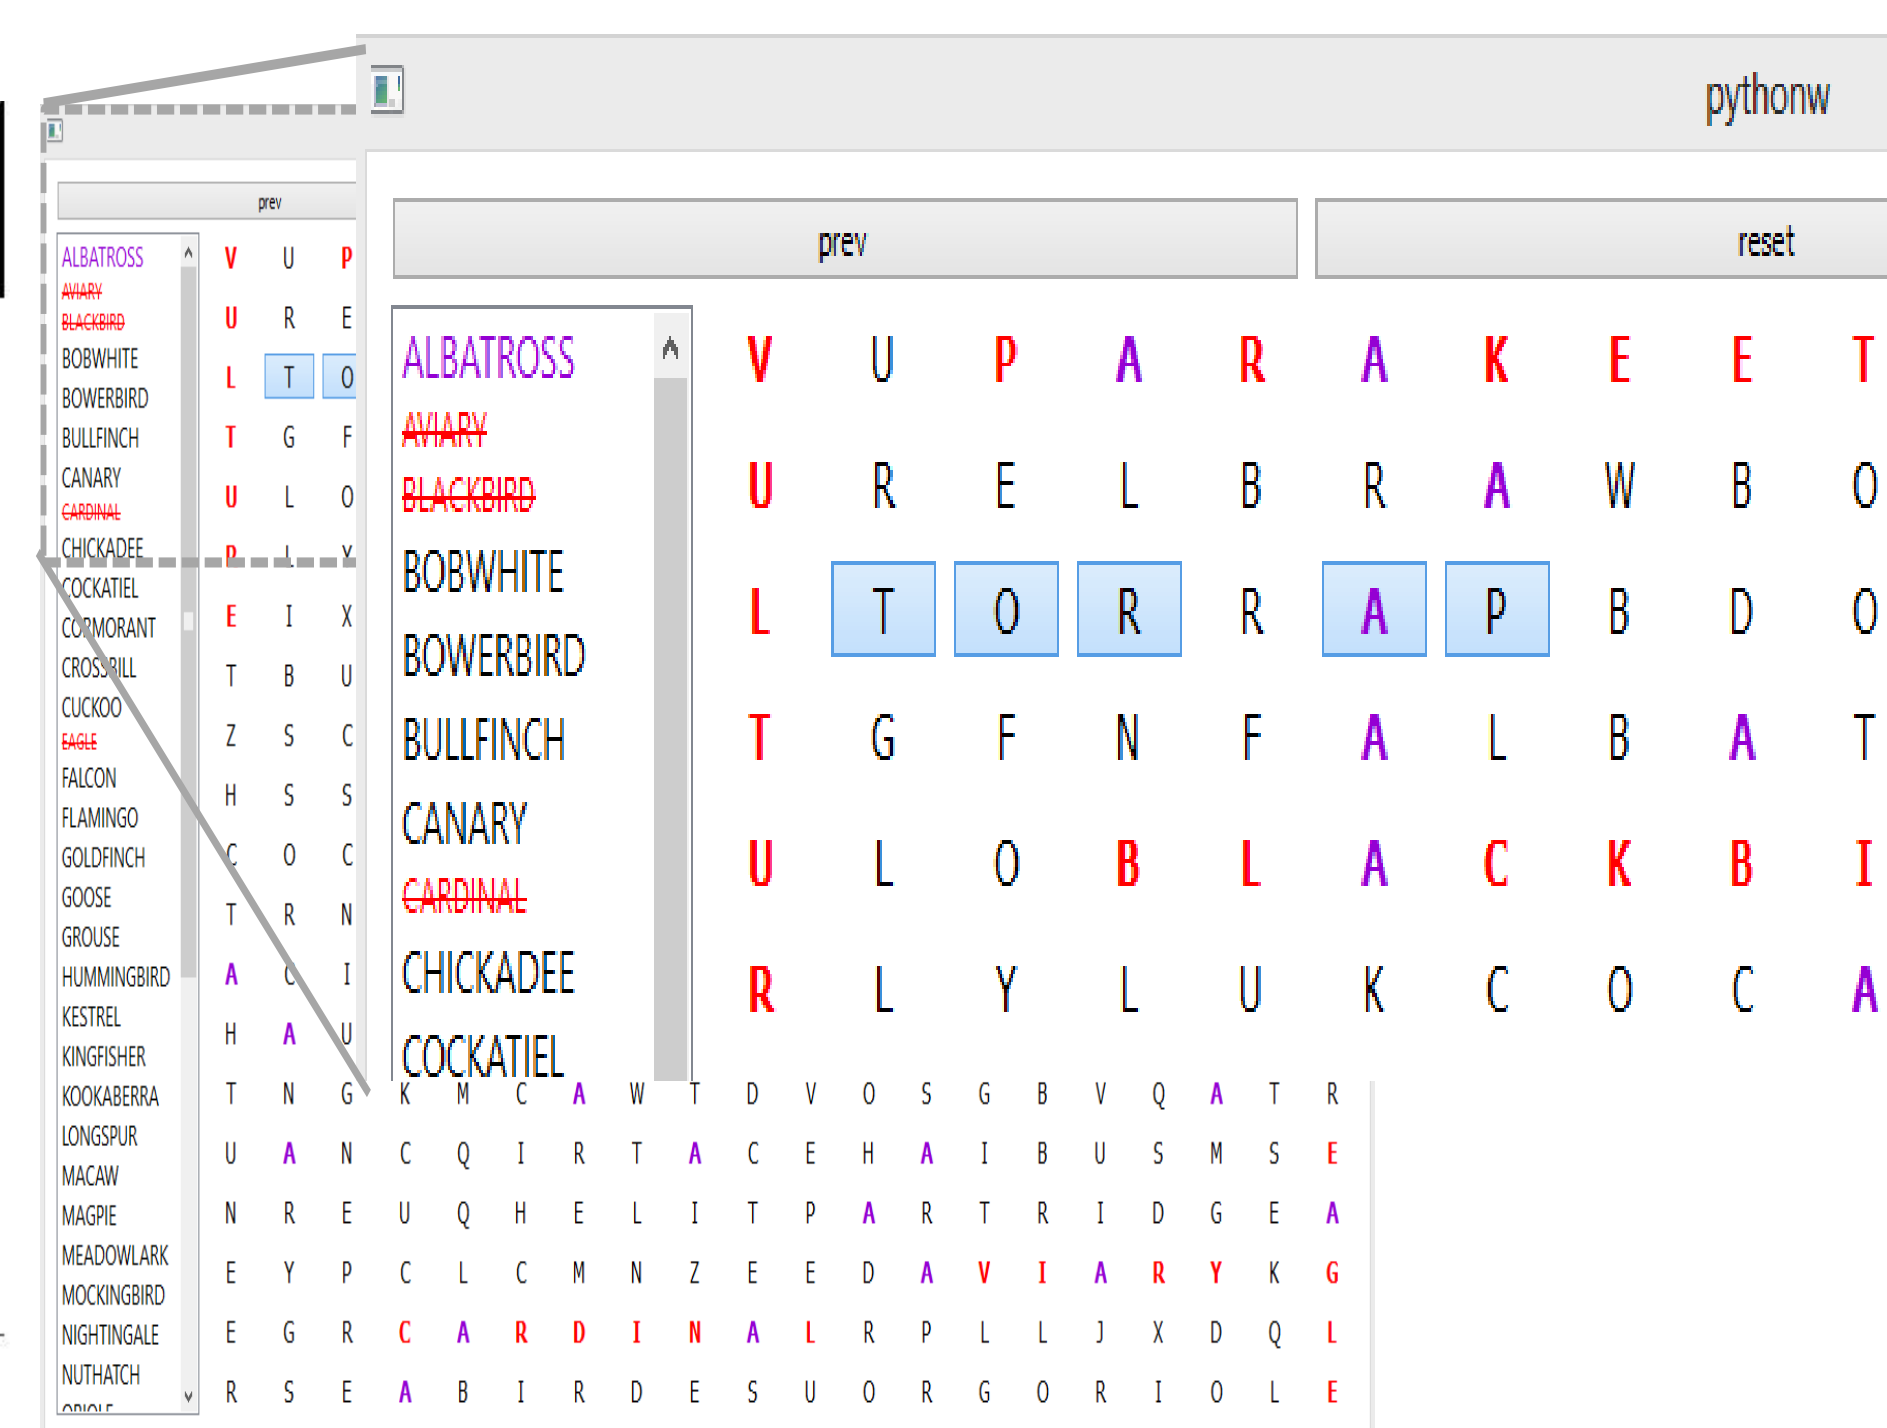 pythonw
prev
prev reset
ALBATROSS
AVIARY
BLACKBIRD
BOBWHITE
BOWERBIRD
BULLFINCH
CANARY
CARDINAL
CHICKADEE
COCKATIEL
V U P A R A K E E T
U R E L B R A W B O
L T O R R A P B D O
T G F N F A L B A T
U L O B L A C K B I
R L Y L U K C O C A
ALBATROSS
AVIARY
BLACKBIRD
BOBWHITE
BOWERBIRD
BULLFINCH
CANARY
CARDINAL
CHICKADEE
COCKATIEL
CORMORANT
CROSSBILL
CUCKOO
EAGLE
FALCON
FLAMINGO
GOLDFINCH
GOOSE
GROUSE
HUMMINGBIRD
KESTREL
KINGFISHER
KOOKABERRA
LONGSPUR
MACAW
MAGPIE
MEADOWLARK
MOCKINGBIRD
NIGHTINGALE
NUTHATCH
ORIOLE
V U P
U R E
L T O
T G F
U L O
R L Y
E I X
T B U
Z S C
H S S
C O C
T R N
A C I
H A U
T N G K M C A W T D V O S G B V Q A T R
U A N C Q I R T A C E H A I B U S M S E
N R E U Q H E L I T P A R T R I D G E A
E Y P C L C M N Z E E D A V I A R Y K G
E G R C A R D I N A L R P L L J X D Q L
R S E A B I R D E S U O R G O R I O L E